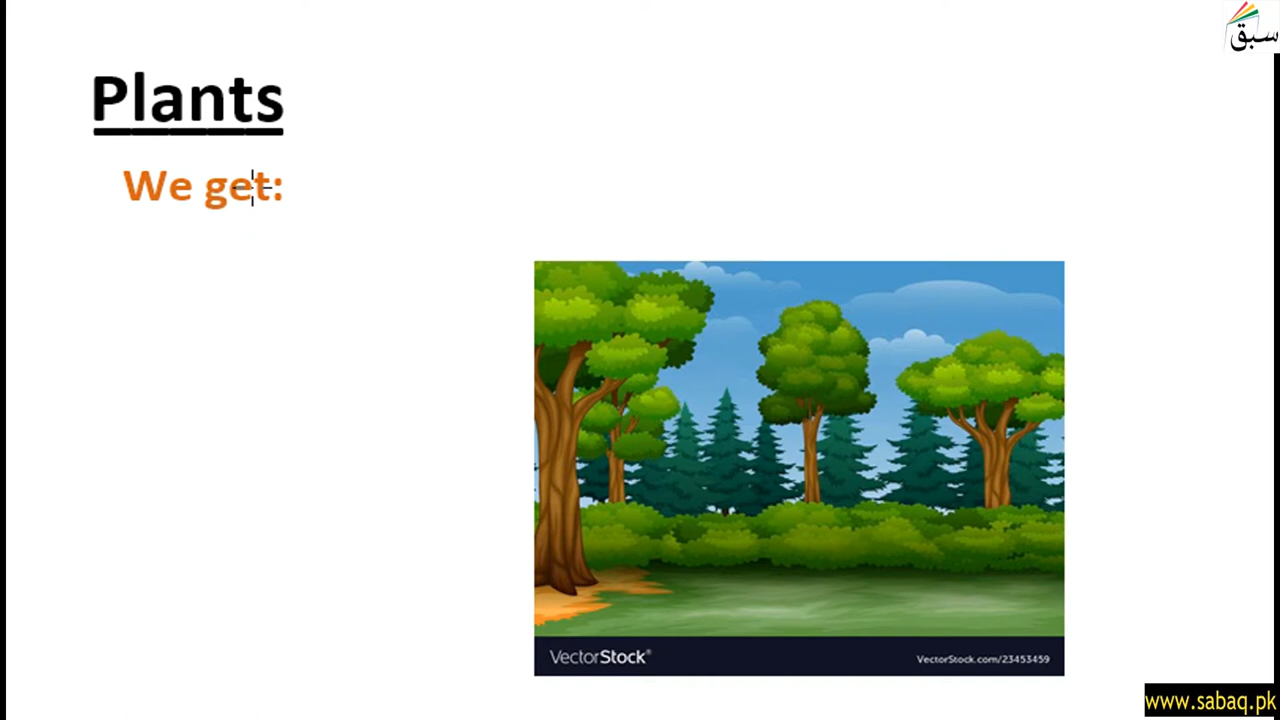 سبق
Plants
We get:
VectorStock®
VectorStock.com/23453459
www.sabaq.pk